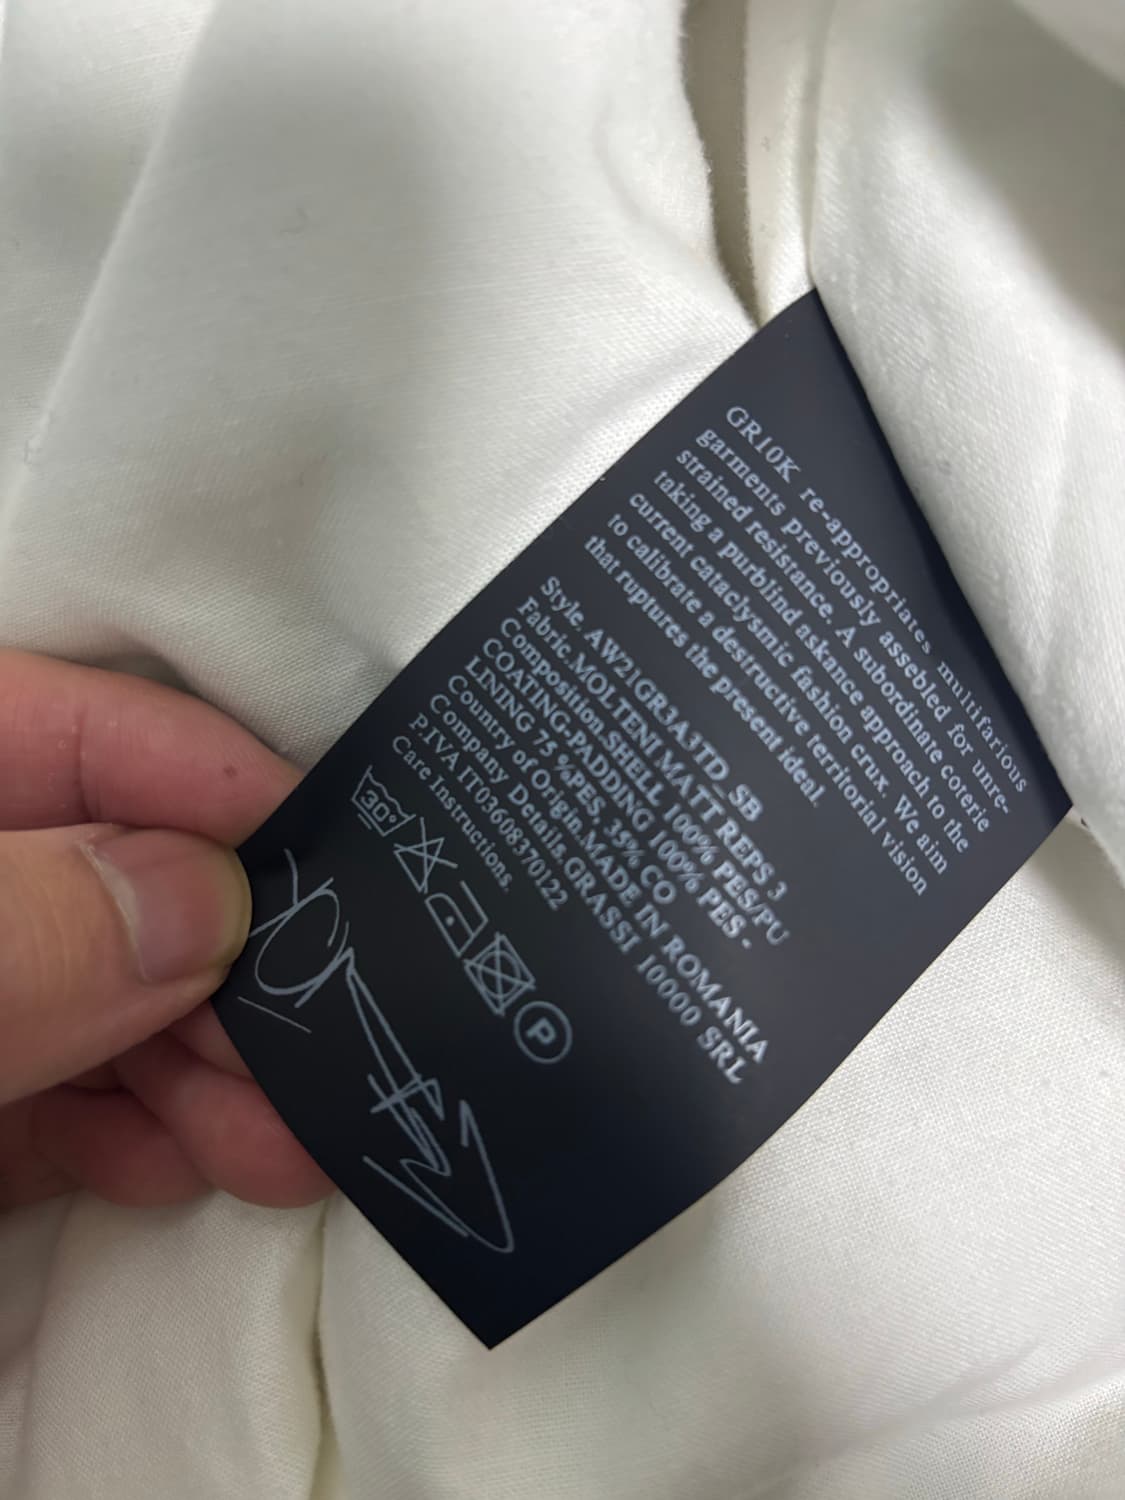 GR10K re-appropriates multifarious
garments previously assebled for unre-
strained resistance. A subordinate coterie
taking a purblind askance approach to the
current cataclysmic fashion crux. We aim
to calibrate a destructive territorial vision
that ruptures the present ideal.
Style. AW21GR3A3TD_SB
Fabric.MOLTENI MATT REPS 3
Composition.SHELL 100% PES/PU
COATING-PADDING 100% PES -
LINING 75 %PES, 35% CO
Country of Origin.MADE IN ROMANIA
Company Details.GRASSI 10000 SRL
P.IVA IT03608370122
Care Instructions.
30°
P